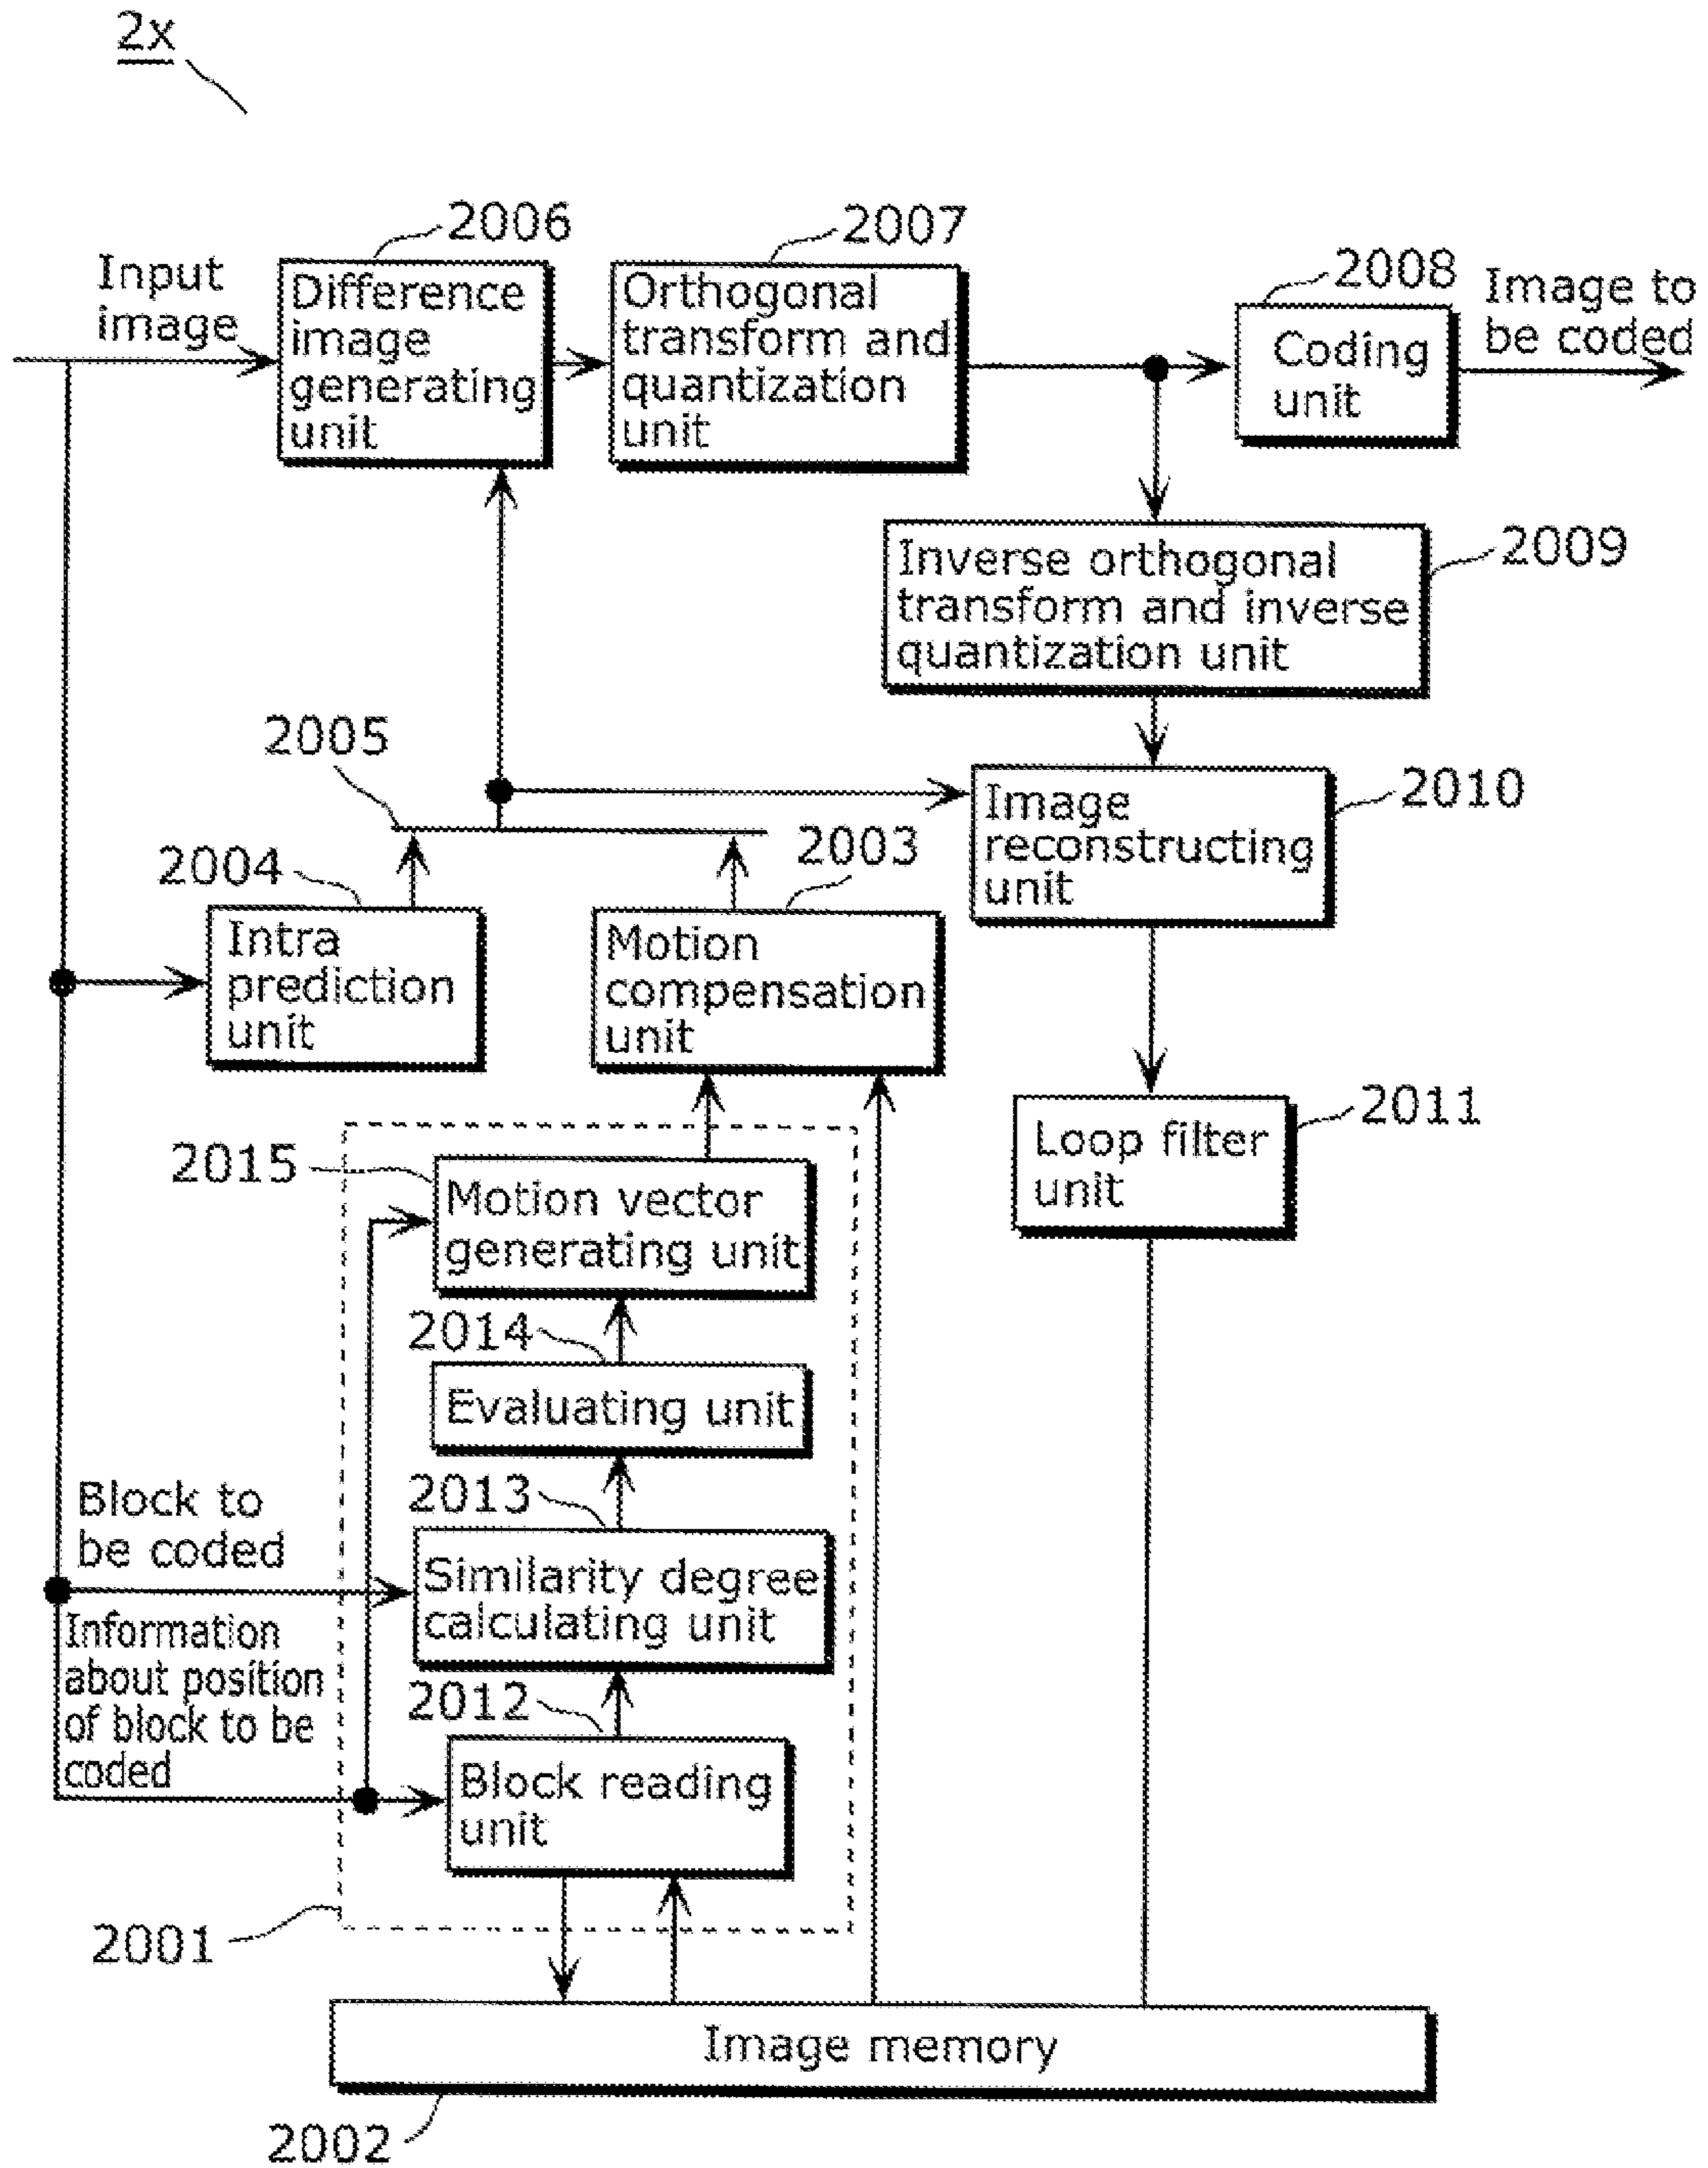 2x
2006
2007
Input
image
Difference
image
generating
unit
Orthogonal
transform and
quantization
unit
2008
Coding
unit
Image to
be coded
Inverse orthogonal
transform and inverse
quantization unit
2009
2005
Image
reconstructing
unit
2010
2004
2003
Intra
prediction
unit
Motion
compensation
unit
Loop filter
unit
2011
2015
Motion vector
generating unit
2014
Evaluating unit
2013
Block to
be coded
Similarity degree
calculating unit
Information
about position
of block to be
coded
2012
Block reading
unit
2001
Image memory
2002